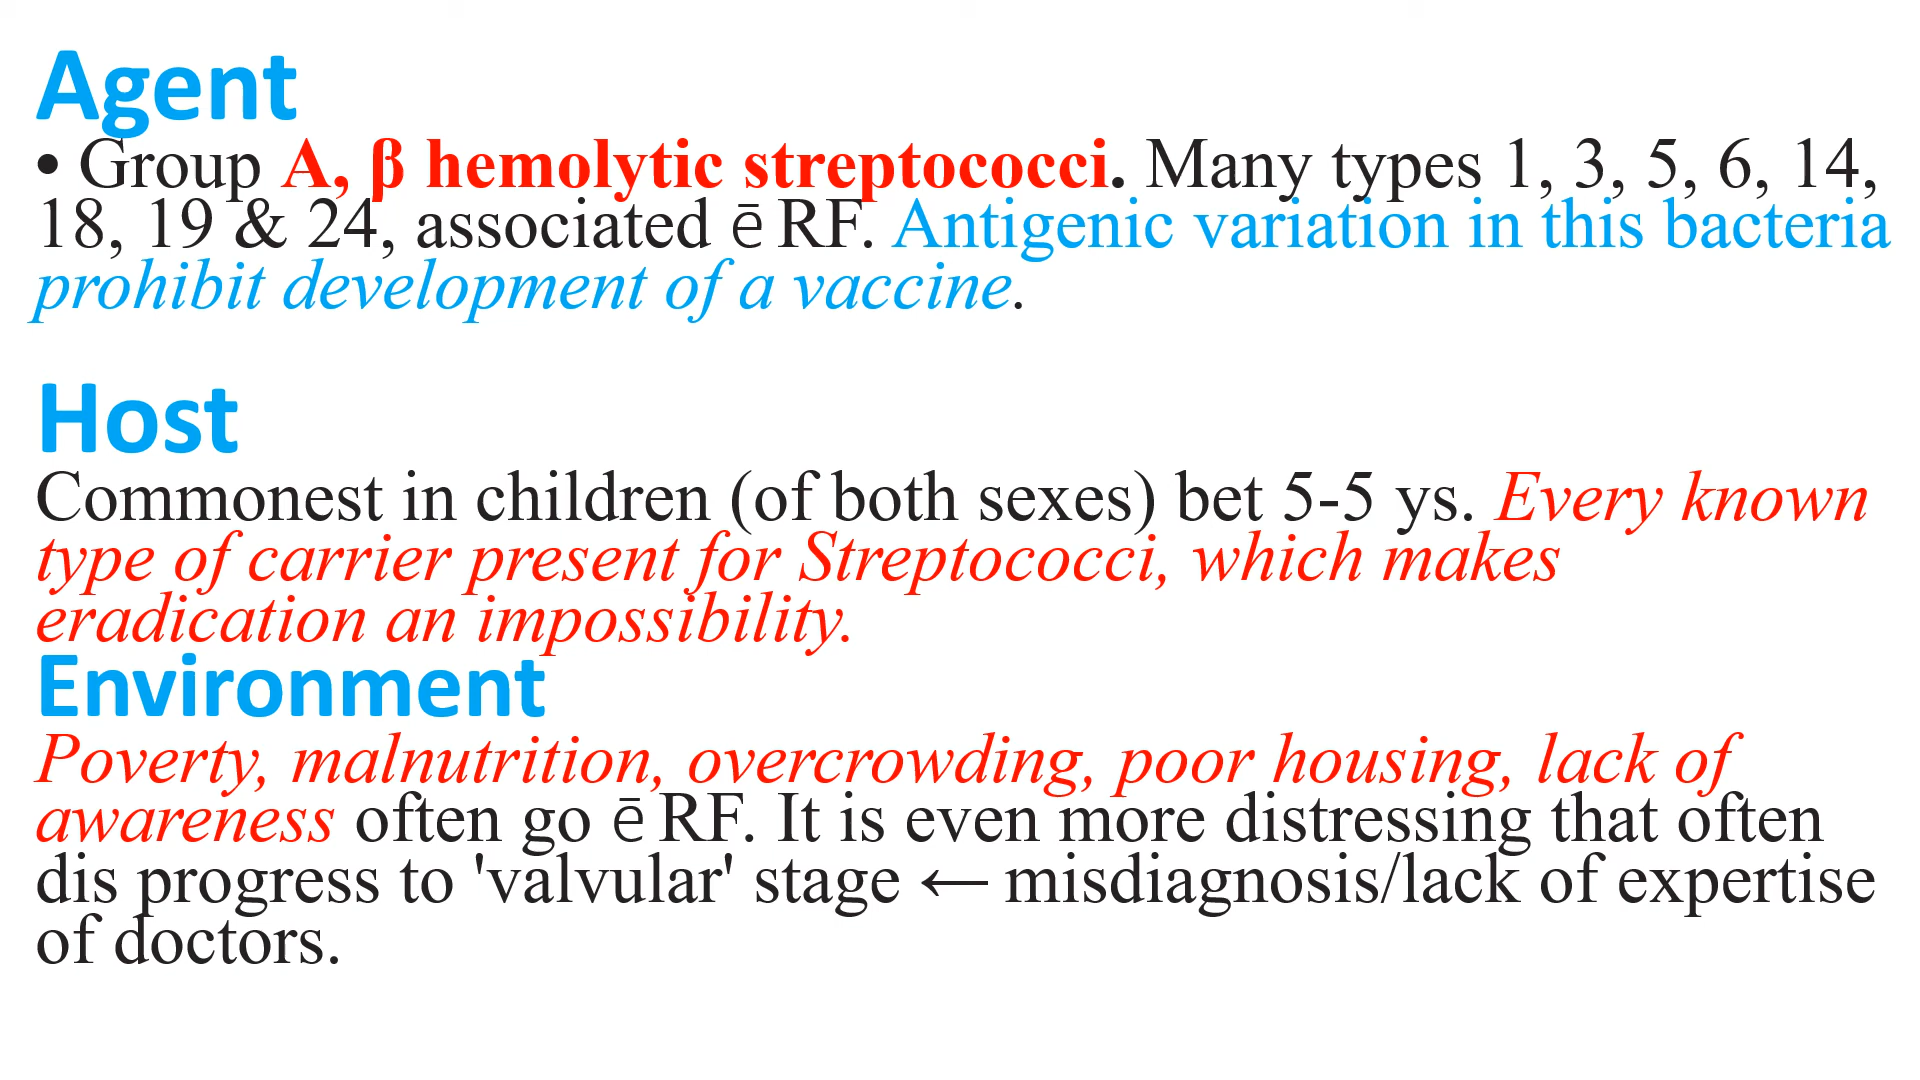 Agent
• Group A, β hemolytic streptococci. Many types 1, 3, 5, 6, 14,
18, 19 & 24, associated ē RF. Antigenic variation in this bacteria
prohibit development of a vaccine.
Host
Commonest in children (of both sexes) bet 5-5 ys. Every known
type of carrier present for Streptococci, which makes
eradication an impossibility.
Environment
Poverty, malnutrition, overcrowding, poor housing, lack of
awareness often go ē RF. It is even more distressing that often
dis progress to 'valvular' stage ← misdiagnosis/lack of expertise
of doctors.